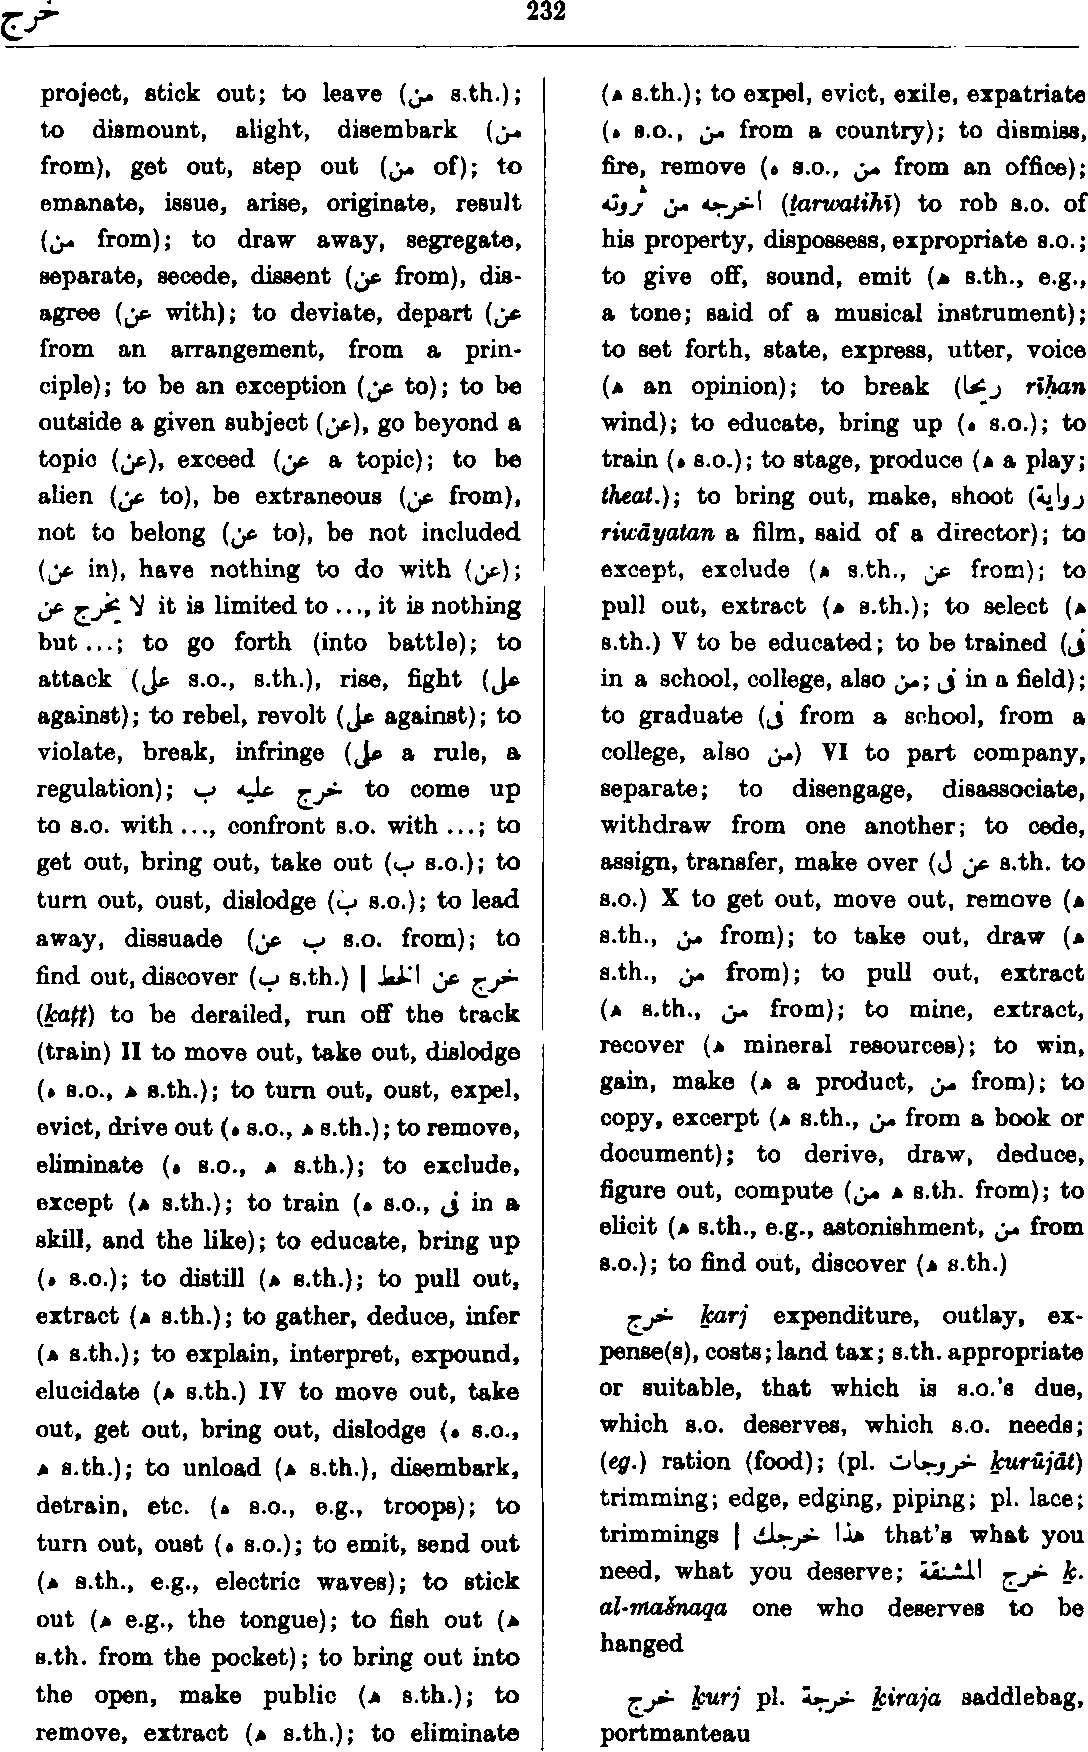 خرج
232
project, stick out; to leave (من s.th.);
to dismount, alight, disembark (من
from), get out, step out (من of); to
emanate, issue, arise, originate, result
(من from); to draw away, segregate,
separate, secede, dissent (عن from), dis-
agree (عن with); to deviate, depart (عن
from an arrangement, from a prin-
ciple); to be an exception (عن to); to be
outside a given subject (عن), go beyond a
topic (عن), exceed (عن a topic); to be
alien (عن to), be extraneous (عن from),
not to belong (عن to), be not included
(عن in), have nothing to do with (عن);
لا يخرج عن it is limited to ..., it is nothing
but ...; to go forth (into battle); to
attack (على s.o., s.th.), rise, fight (على
against); to rebel, revolt (على against); to
violate, break, infringe (على a rule, a
regulation); خرج عليه ب to come up
to s.o. with ..., confront s.o. with ...; to
get out, bring out, take out (ب s.o.); to
turn out, oust, dislodge (ب s.o.); to lead
away, dissuade (ب عن s.o. from); to
find out, discover (ب s.th.) | خرج عن الخط
(ḵaṭṭ) to be derailed, run off the track
(train) II to move out, take out, dislodge
(ه s.o., ﻫ s.th.); to turn out, oust, expel,
evict, drive out (ه s.o., ﻫ s.th.); to remove,
eliminate (ه s.o., ﻫ s.th.); to exclude,
except (ﻫ s.th.); to train (ه s.o., فى in a
skill, and the like); to educate, bring up
(ه s.o.); to distill (ﻫ s.th.); to pull out,
extract (ﻫ s.th.); to gather, deduce, infer
(ﻫ s.th.); to explain, interpret, expound,
elucidate (ﻫ s.th.) IV to move out, take
out, get out, bring out, dislodge (ه s.o.,
ﻫ s.th.); to unload (ﻫ s.th.), disembark,
detrain, etc. (ه s.o., e.g., troops); to
turn out, oust (ه s.o.); to emit, send out
(ﻫ s.th., e.g., electric waves); to stick
out (ﻫ e.g., the tongue); to fish out (ﻫ
s.th. from the pocket); to bring out into
the open, make public (ﻫ s.th.); to
remove, extract (ﻫ s.th.); to eliminate
(ﻫ s.th.); to expel, evict, exile, expatriate
(ه s.o., من from a country); to dismiss,
fire, remove (ه s.o., من from an office);
اخرجه من ثروته (ṯarwatihī) to rob s.o. of
his property, dispossess, expropriate s.o.;
to give off, sound, emit (ﻫ s.th., e.g.,
a tone; said of a musical instrument);
to set forth, state, express, utter, voice
(ﻫ an opinion); to break (ريحا rīḥan
wind); to educate, bring up (ه s.o.); to
train (ه s.o.); to stage, produce (ﻫ a play;
theat.); to bring out, make, shoot (رواية
riwāyatan a film, said of a director); to
except, exclude (ﻫ s.th., عن from); to
pull out, extract (ﻫ s.th.); to select (ﻫ
s.th.) V to be educated; to be trained (فى
in a school, college, also من; فى in a field);
to graduate (فى from a school, from a
college, also من) VI to part company,
separate; to disengage, disassociate,
withdraw from one another; to cede,
assign, transfer, make over (عن ل s.th. to
s.o.) X to get out, move out, remove (ﻫ
s.th., من from); to take out, draw (ﻫ
s.th., من from); to pull out, extract
(ﻫ s.th., من from); to mine, extract,
recover (ﻫ mineral resources); to win,
gain, make (ﻫ a product, من from); to
copy, excerpt (ﻫ s.th., من from a book or
document); to derive, draw, deduce,
figure out, compute (ﻫ من s.th. from); to
elicit (ﻫ s.th., e.g., astonishment, من from
s.o.); to find out, discover (ﻫ s.th.)
خرج ḵarj expenditure, outlay, ex-
pense(s), costs; land tax; s.th. appropriate
or suitable, that which is s.o.'s due,
which s.o. deserves, which s.o. needs;
(eg.) ration (food); (pl. خروجات ḵurūjāt)
trimming; edge, edging, piping; pl. lace;
trimmings | هذا خرجك that's what you
need, what you deserve; خرج المشنقة ḵ.
al-mašnaqa one who deserves to be
hanged
خرج ḵurj pl. خرجة ḵiraja saddlebag,
portmanteau